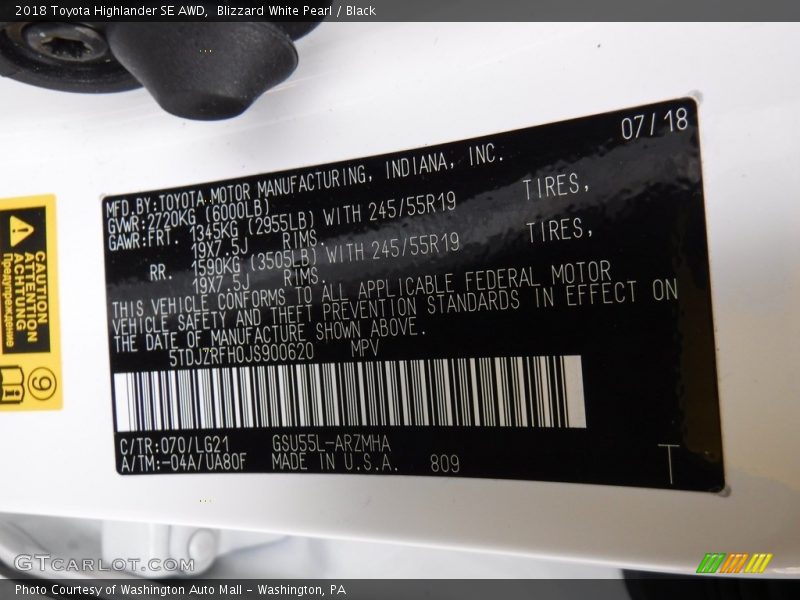 2018 Toyota Highlander SE AWD,  Blizzard White Pearl / Black
07/18
MFD.BY:TOYOTA MOTOR MANUFACTURING, INDIANA, INC.
GVWR:2720KG (6000LB)
GAWR:FRT. 1345KG (2955LB) WITH 245/55R19 TIRES,
19X7.5J RIMS.
RR. 1590KG (3505LB) WITH 245/55R19 TIRES,
19X7.5J RIMS.
THIS VEHICLE CONFORMS TO ALL APPLICABLE FEDERAL MOTOR
VEHICLE SAFETY AND THEFT PREVENTION STANDARDS IN EFFECT ON
THE DATE OF MANUFACTURE SHOWN ABOVE.
5TDJZRFH0JS900620 MPV
C/TR:070/LG21 GSU55L-ARZMHA
A/TM:-04A/UA80F MADE IN U.S.A. 809
T
CAUTION
ATTENTION
ACHTUNG
Предупреждение
9
GTCARLOT.COM
Photo Courtesy of Washington Auto Mall - Washington, PA